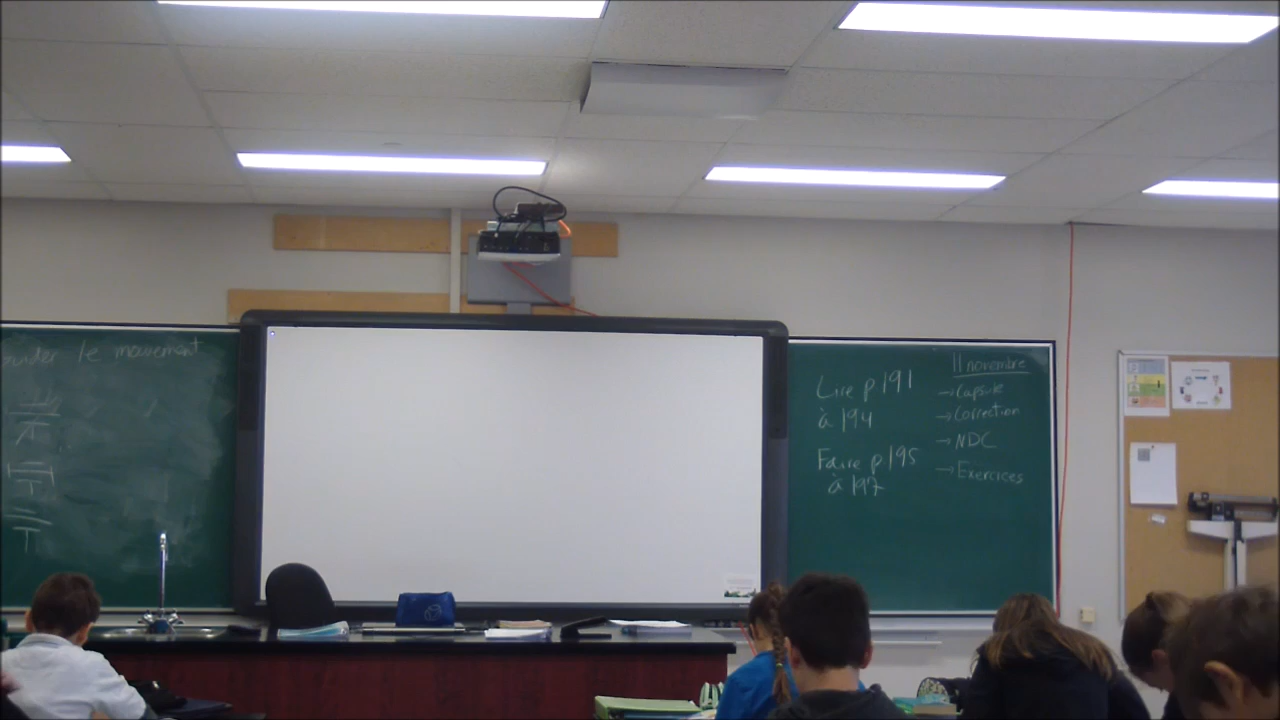 le mouvement
Lire p 191
à 194
Faire p 195
à 197
11 novembre
→ Capsule
→ Correction
→ NDC
→ Exercices